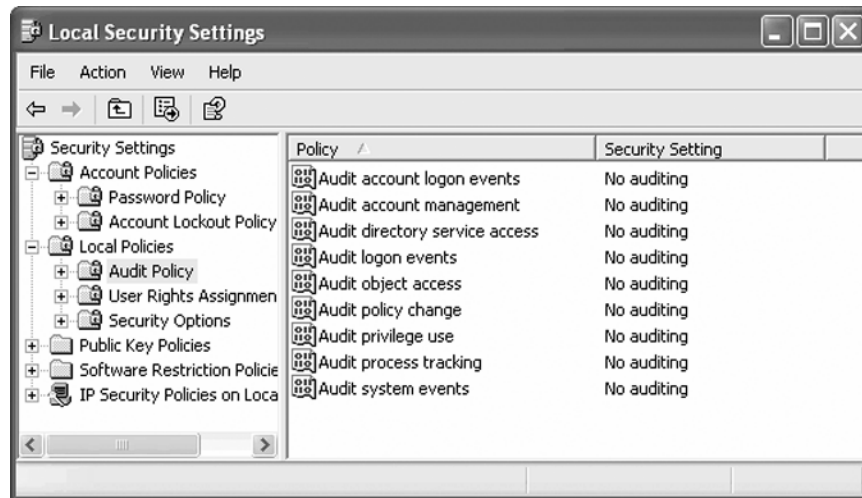 Local Security Settings
File Action View Help
Security Settings
Account Policies
Password Policy
Account Lockout Policy
Local Policies
Audit Policy
User Rights Assignmen
Security Options
Public Key Policies
Software Restriction Policie
IP Security Policies on Loca
Policy Security Setting
Audit account logon events No auditing
Audit account management No auditing
Audit directory service access No auditing
Audit logon events No auditing
Audit object access No auditing
Audit policy change No auditing
Audit privilege use No auditing
Audit process tracking No auditing
Audit system events No auditing